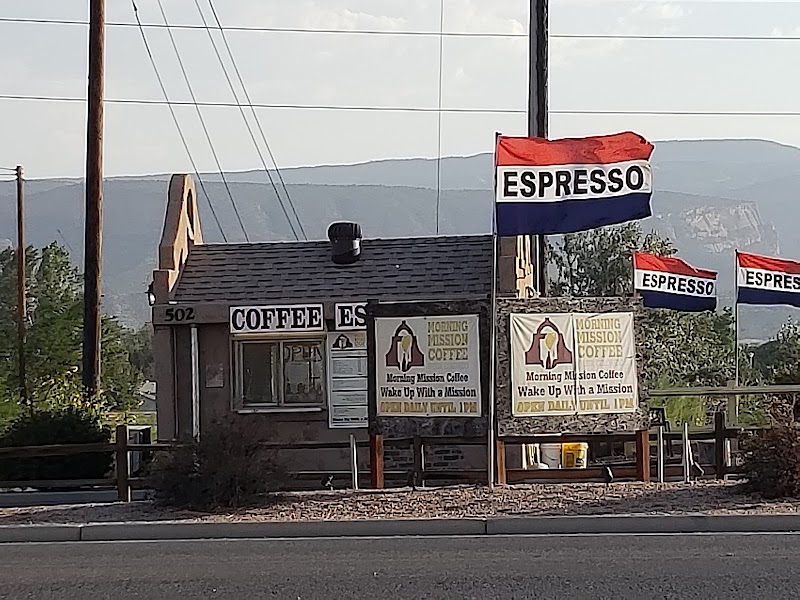 ESPRESSO
ESPRESSO
ESPRES
502
COFFEE ES
OPEN
MORNING
MISSION
COFFEE
Morning Mission Coffee
Wake Up With a Mission
OPEN DAILY UNTIL 1PM
MORNING
MISSION
COFFEE
Morning Mission Coffee
Wake Up With a Mission
OPEN DAILY UNTIL 1PM